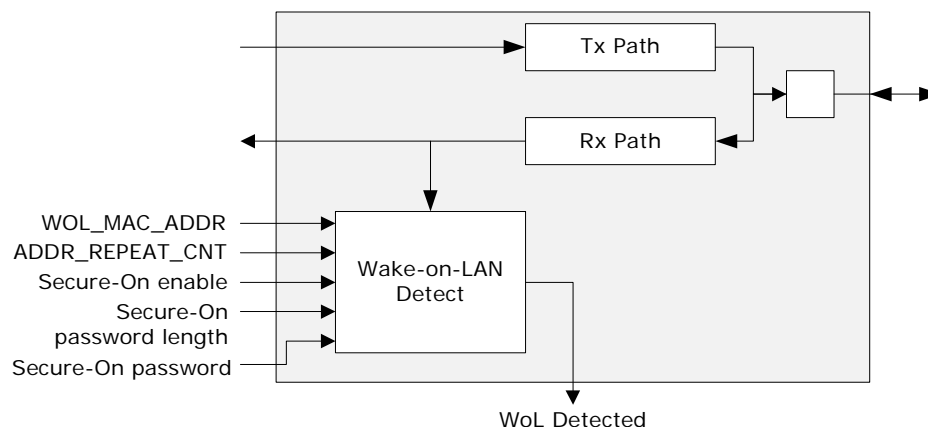 Tx Path
Rx Path
WOL_MAC_ADDR
ADDR_REPEAT_CNT
Secure-On enable
Secure-On
password length
Secure-On password
Wake-on-LAN
Detect
WoL Detected